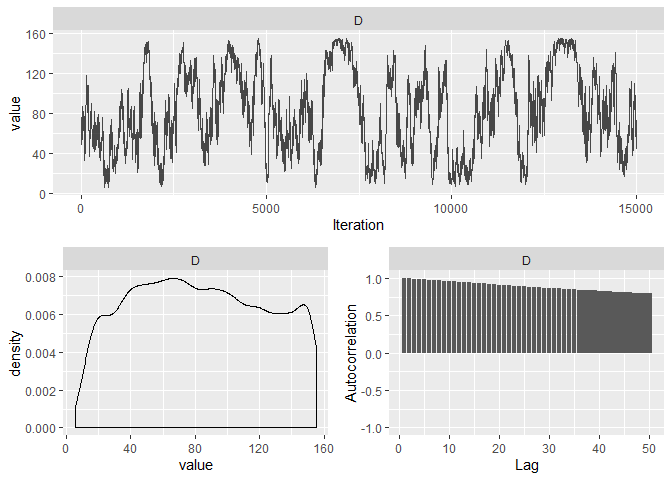 D
160
120
80
40
0
value
0 5000 10000 15000
Iteration
D
0.008
0.006
0.004
0.002
0.000
density
0 40 80 120 160
value
D
1.0
0.5
0.0
-0.5
-1.0
Autocorrelation
0 10 20 30 40 50
Lag